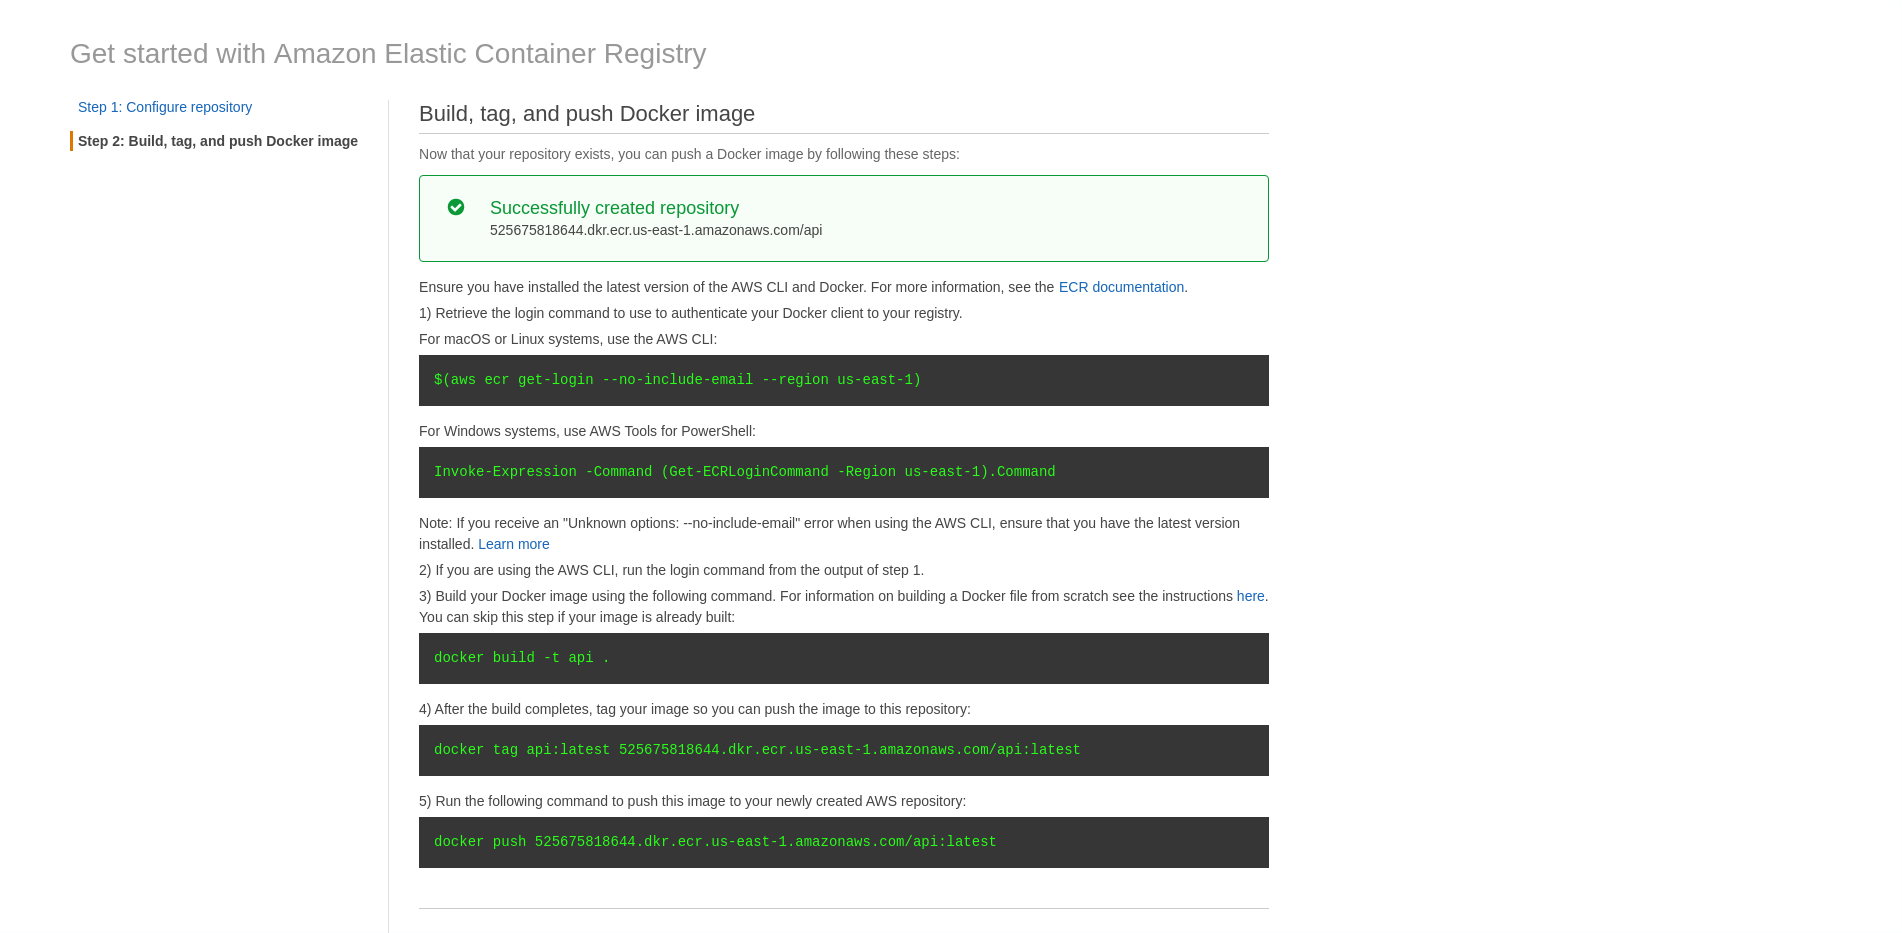 Get started with Amazon Elastic Container Registry
Step 1: Configure repository
Step 2: Build, tag, and push Docker image
Build, tag, and push Docker image
Now that your repository exists, you can push a Docker image by following these steps:
Successfully created repository
525675818644.dkr.ecr.us-east-1.amazonaws.com/api
Ensure you have installed the latest version of the AWS CLI and Docker. For more information, see the ECR documentation.
1) Retrieve the login command to use to authenticate your Docker client to your registry.
For macOS or Linux systems, use the AWS CLI:
$(aws ecr get-login --no-include-email --region us-east-1)
For Windows systems, use AWS Tools for PowerShell:
Invoke-Expression -Command (Get-ECRLoginCommand -Region us-east-1).Command
Note: If you receive an "Unknown options: --no-include-email" error when using the AWS CLI, ensure that you have the latest version
installed. Learn more
2) If you are using the AWS CLI, run the login command from the output of step 1.
3) Build your Docker image using the following command. For information on building a Docker file from scratch see the instructions here.
You can skip this step if your image is already built:
docker build -t api .
4) After the build completes, tag your image so you can push the image to this repository:
docker tag api:latest 525675818644.dkr.ecr.us-east-1.amazonaws.com/api:latest
5) Run the following command to push this image to your newly created AWS repository:
docker push 525675818644.dkr.ecr.us-east-1.amazonaws.com/api:latest